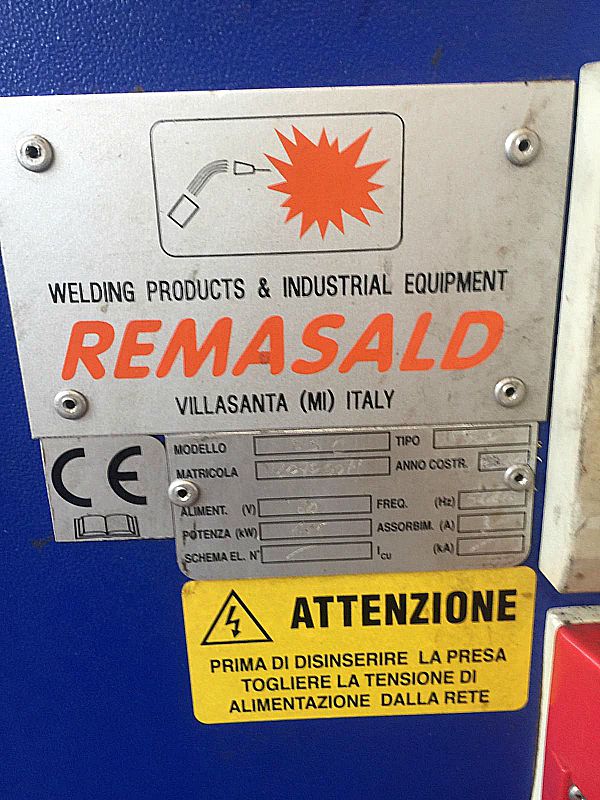 WELDING PRODUCTS & INDUSTRIAL EQUIPMENT
REMASALD
VILLASANTA (MI) ITALY
CE
MODELLO TIPO
MATRICOLA ANNO COSTR.
ALIMENT. (V) FREQ. (Hz)
POTENZA (kW) ASSORBIM. (A)
SCHEMA EL. N° Icu (kA)
ATTENZIONE
PRIMA DI DISINSERIRE LA PRESA
TOGLIERE LA TENSIONE DI
ALIMENTAZIONE DALLA RETE